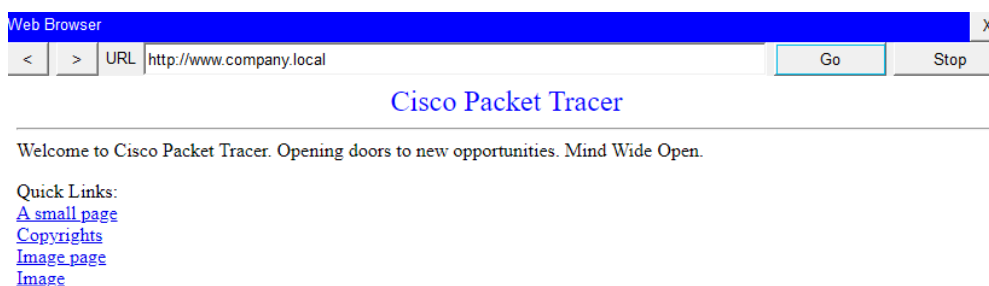 Web Browser X
< > URL http://www.company.local Go Stop
Cisco Packet Tracer
Welcome to Cisco Packet Tracer. Opening doors to new opportunities. Mind Wide Open.
Quick Links:
A small page
Copyrights
Image page
Image